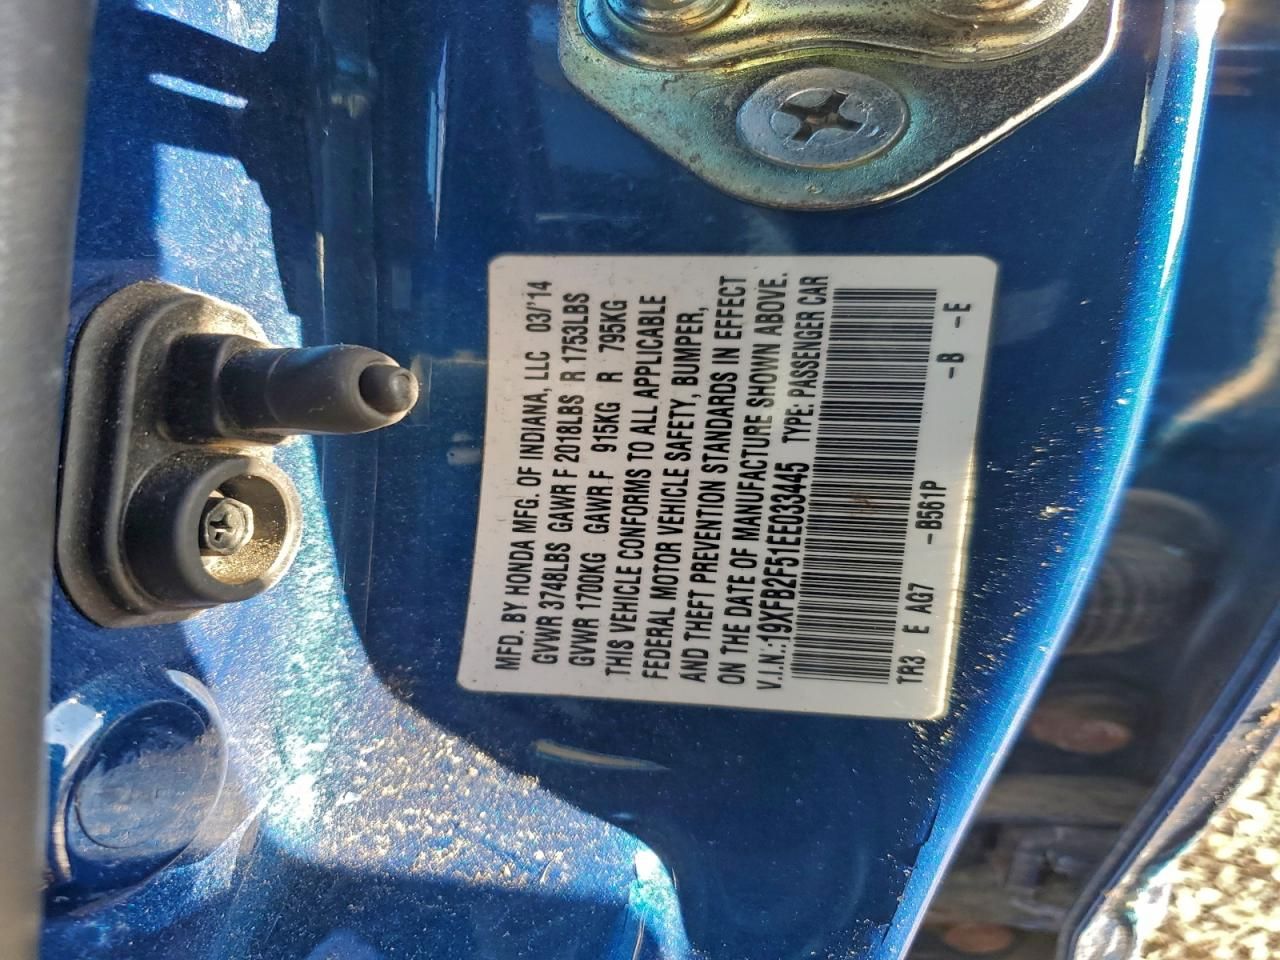 MFD. BY HONDA MFG. OF INDIANA, LLC 03/'14
GVWR 3748LBS GAWR F 2018LBS R 1753LBS
GVWR 1700KG GAWR F 915KG R 795KG
THIS VEHICLE CONFORMS TO ALL APPLICABLE
FEDERAL MOTOR VEHICLE SAFETY, BUMPER,
AND THEFT PREVENTION STANDARDS IN EFFECT
ON THE DATE OF MANUFACTURE SHOWN ABOVE.
V.I.N.:19XFB2F51EE033445 TYPE: PASSENGER CAR
TR3 E AG7 -B561P -B -E